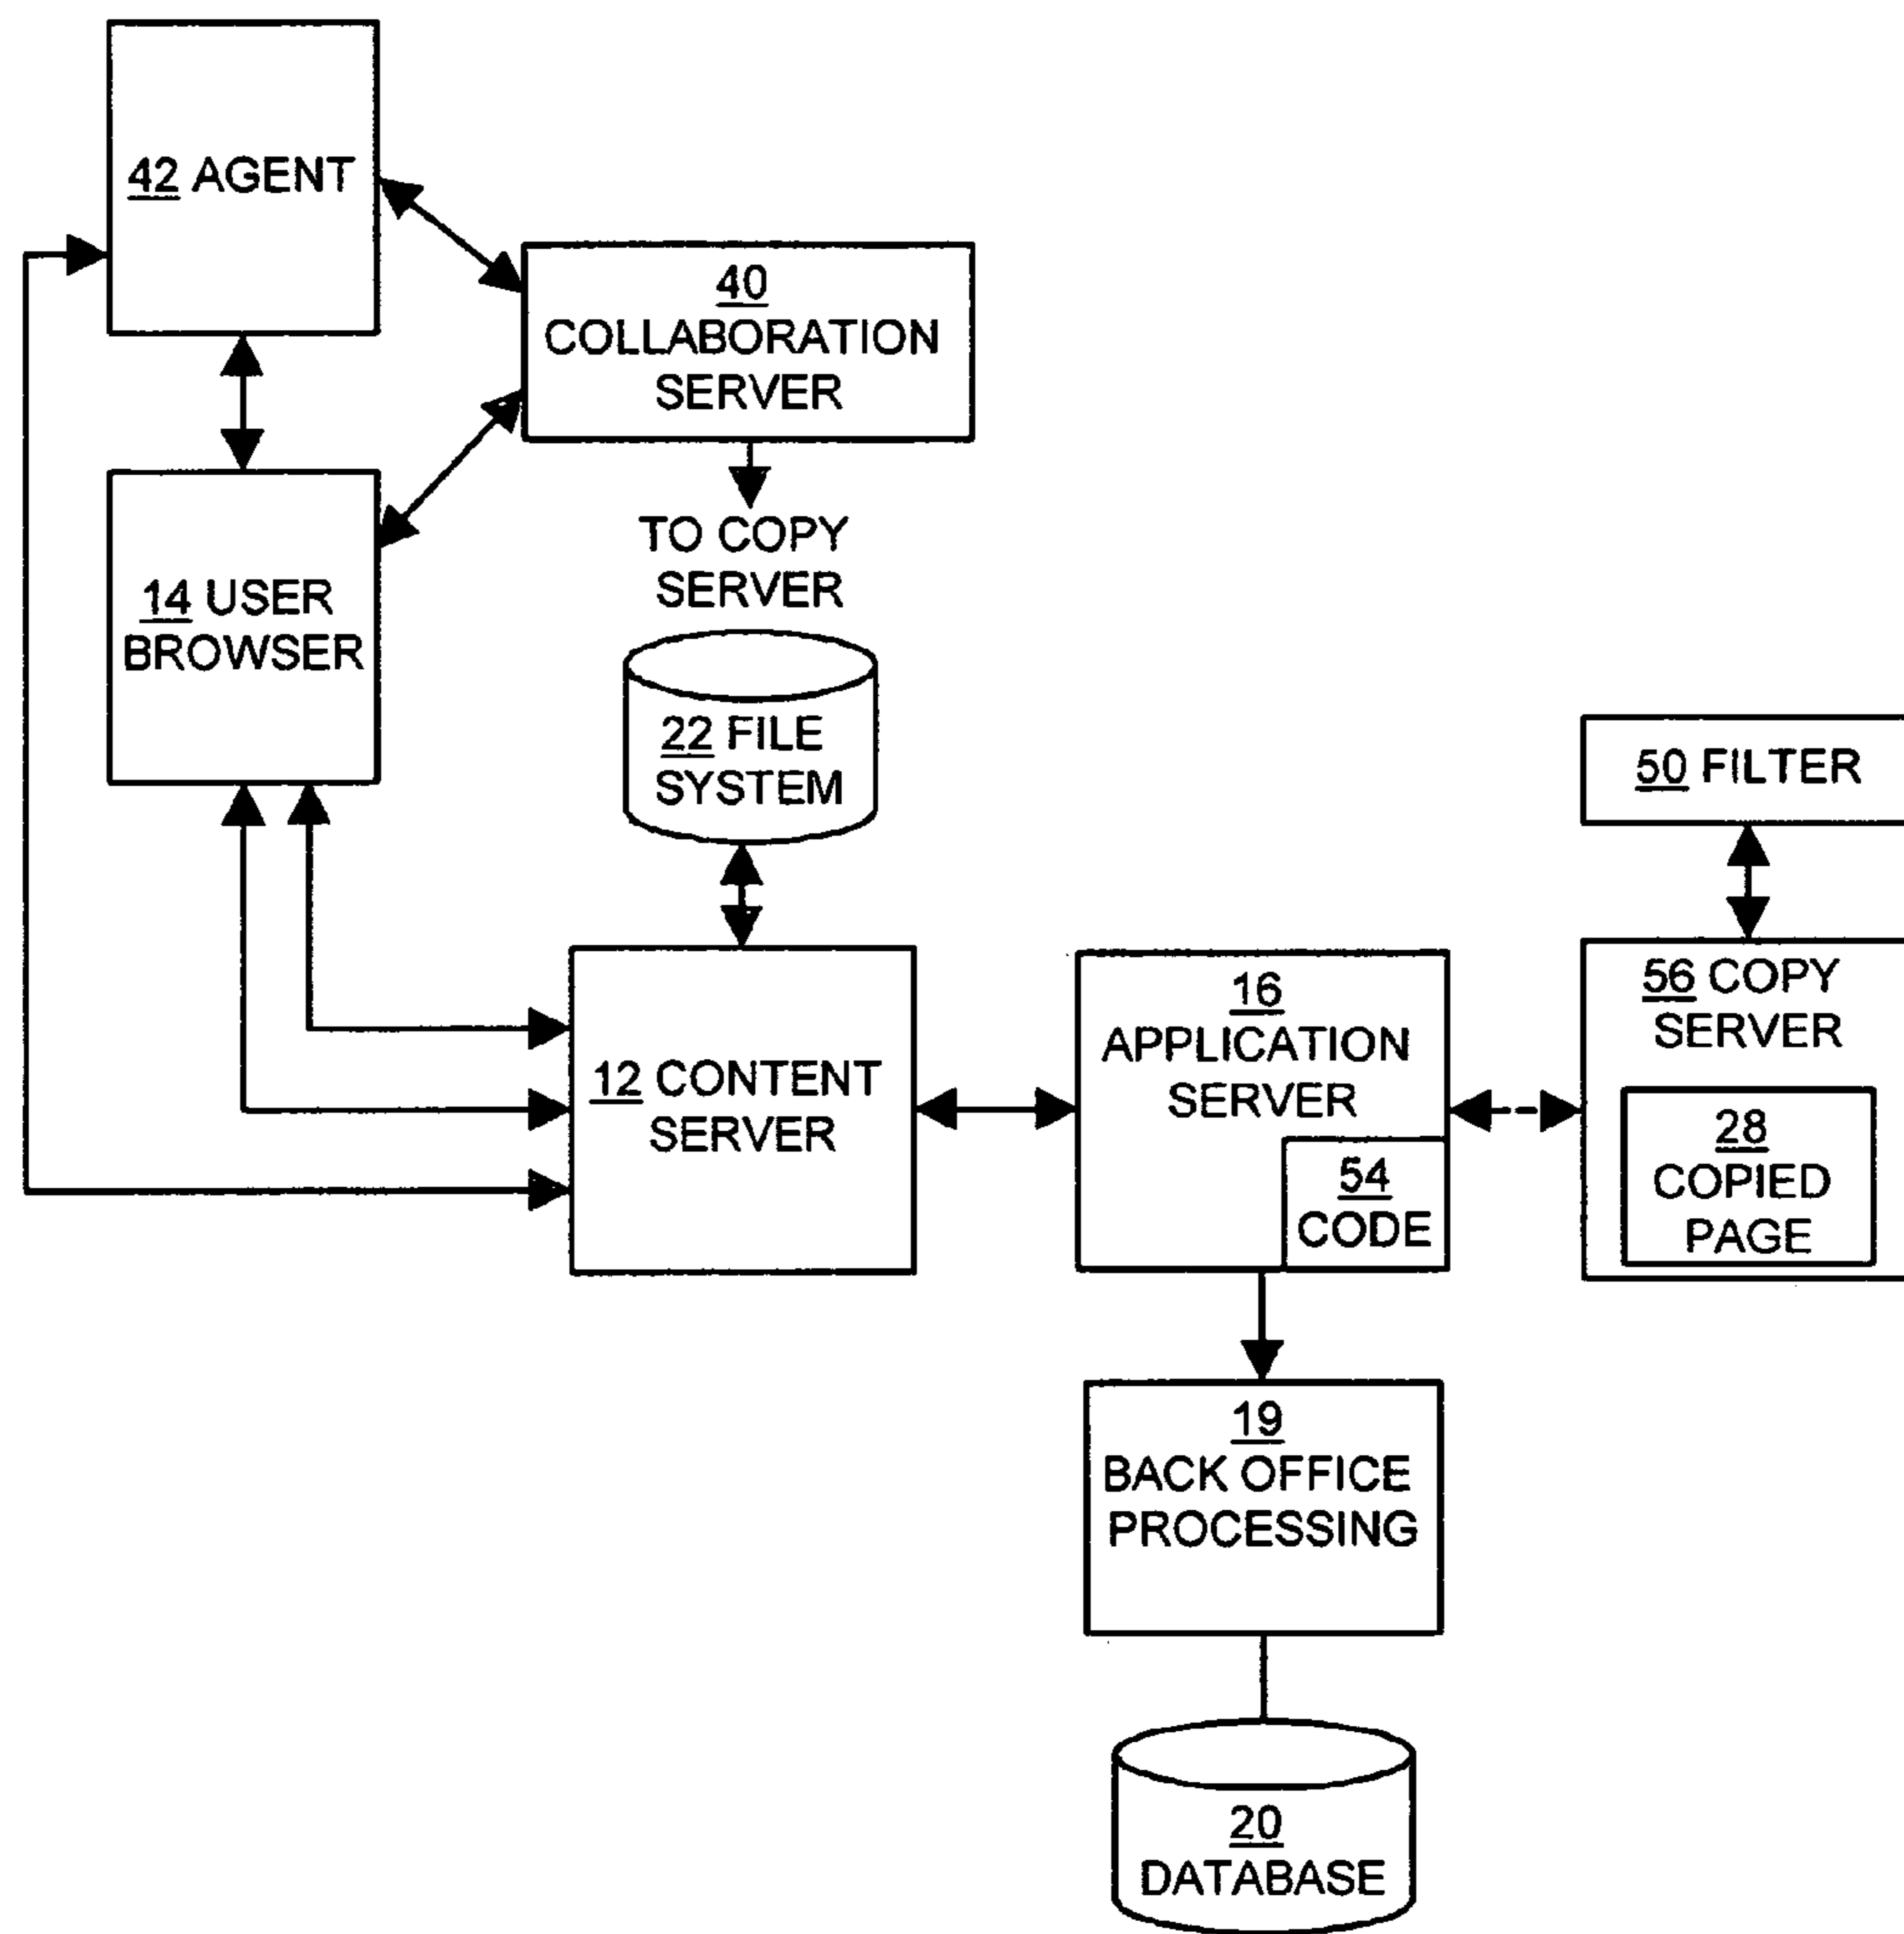 42 AGENT
40
COLLABORATION
SERVER
TO COPY
SERVER
14 USER
BROWSER
22 FILE
SYSTEM
50 FILTER
12 CONTENT
SERVER
16
APPLICATION
SERVER
54
CODE
56 COPY
SERVER
28
COPIED
PAGE
19
BACK OFFICE
PROCESSING
20
DATABASE